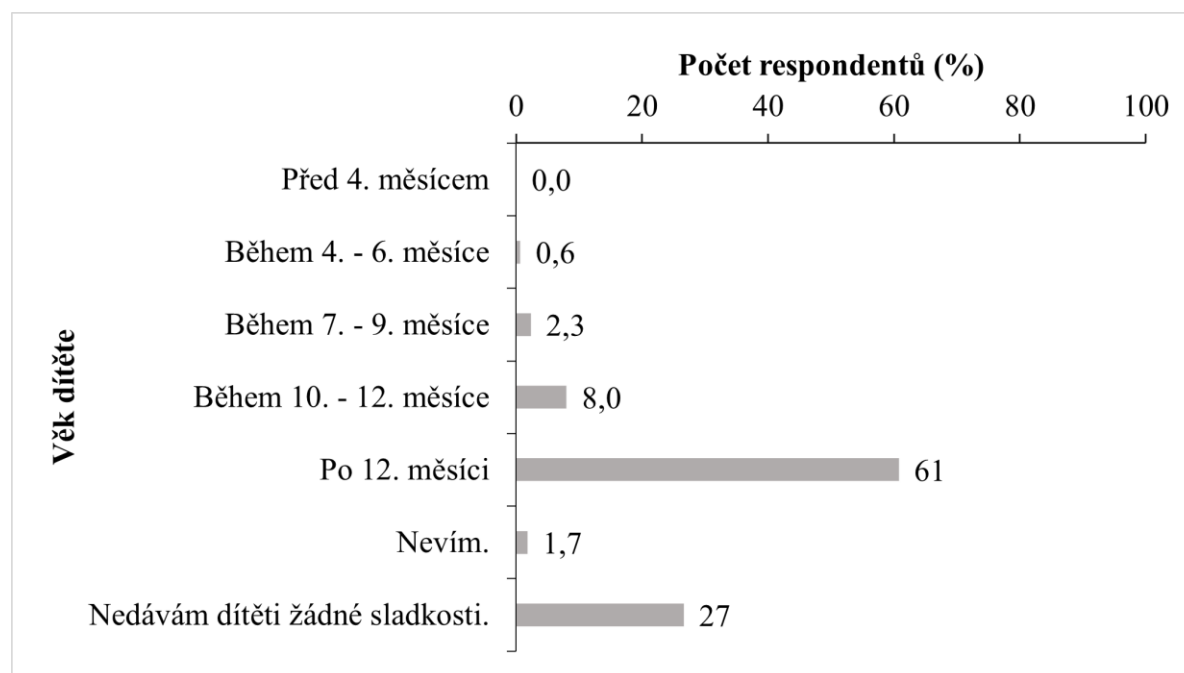 Počet respondentů (%)
0 20 40 60 80 100
Před 4. měsícem 0,0
Během 4. - 6. měsíce 0,6
Během 7. - 9. měsíce 2,3
Během 10. - 12. měsíce 8,0
Po 12. měsíci 61
Nevím. 1,7
Nedávám dítěti žádné sladkosti. 27
Věk dítěte